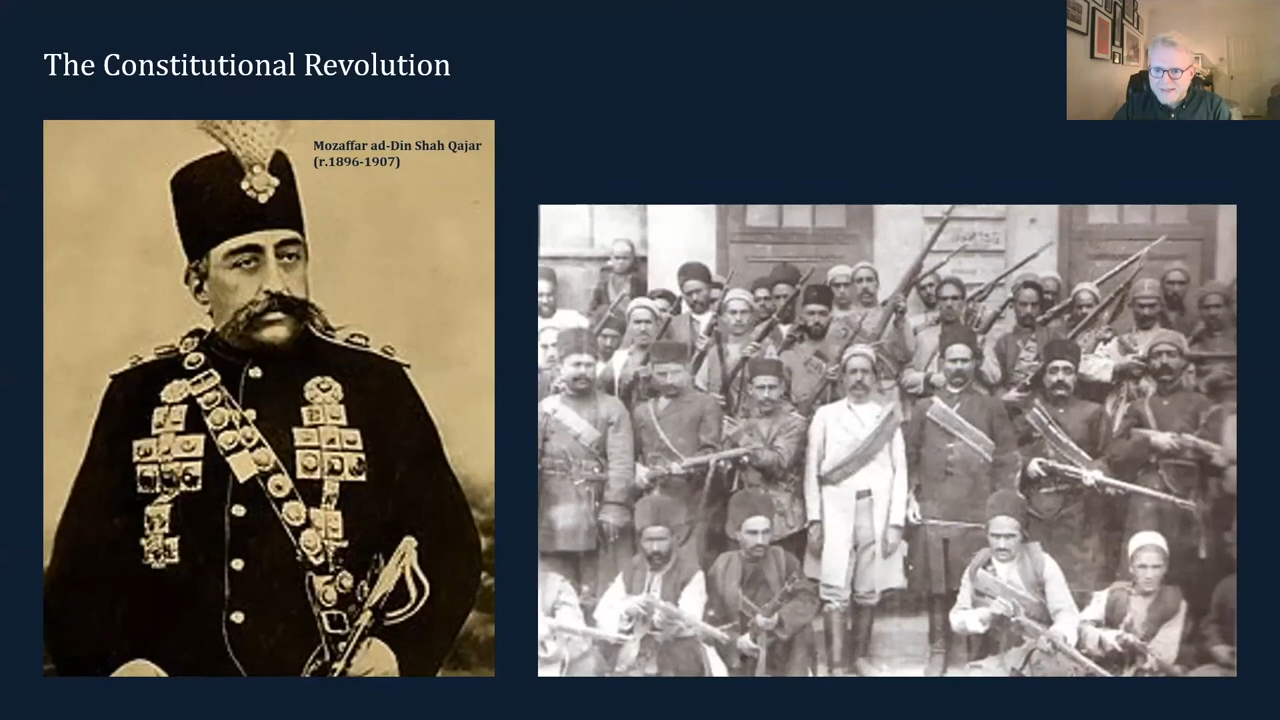 The Constitutional Revolution
Mozaffar ad-Din Shah Qajar
(r.1896-1907)